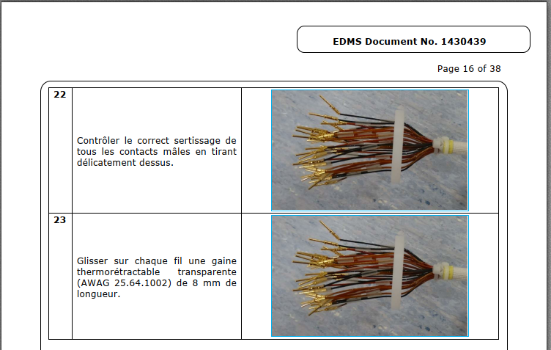 EDMS Document No. 1430439
Page 16 of 38
22
Contrôler le correct sertissage de
tous les contacts mâles en tirant
délicatement dessus.
23
Glisser sur chaque fil une gaine
thermorétractable transparente
(AWAG 25.64.1002) de 8 mm de
longueur.